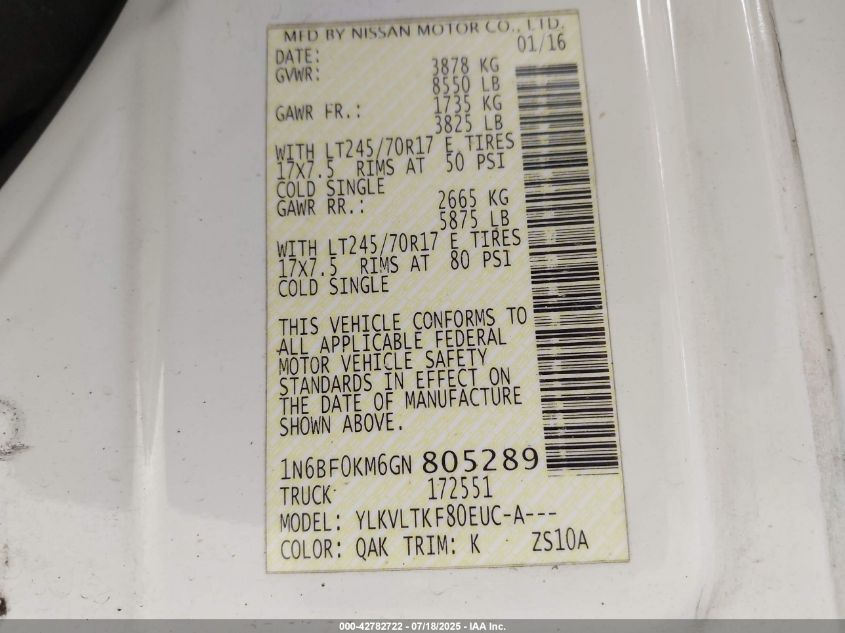 MFD BY NISSAN MOTOR CO., LTD.
DATE: 01/16
GVWR: 3878 KG
8550 LB
GAWR FR.: 1735 KG
3825 LB
WITH LT245/70R17 E TIRES
17X7.5 RIMS AT 50 PSI
COLD SINGLE
GAWR RR.: 2665 KG
5875 LB
WITH LT245/70R17 E TIRES
17X7.5 RIMS AT 80 PSI
COLD SINGLE
THIS VEHICLE CONFORMS TO
ALL APPLICABLE FEDERAL
MOTOR VEHICLE SAFETY
STANDARDS IN EFFECT ON
THE DATE OF MANUFACTURE
SHOWN ABOVE.
1N6BF0KM6GN 805289
TRUCK 172551
MODEL: YLKVLTKF80EUC-A---
COLOR: QAK TRIM: K ZS10A
000-42782722 - 07/18/2025 - IAA Inc.